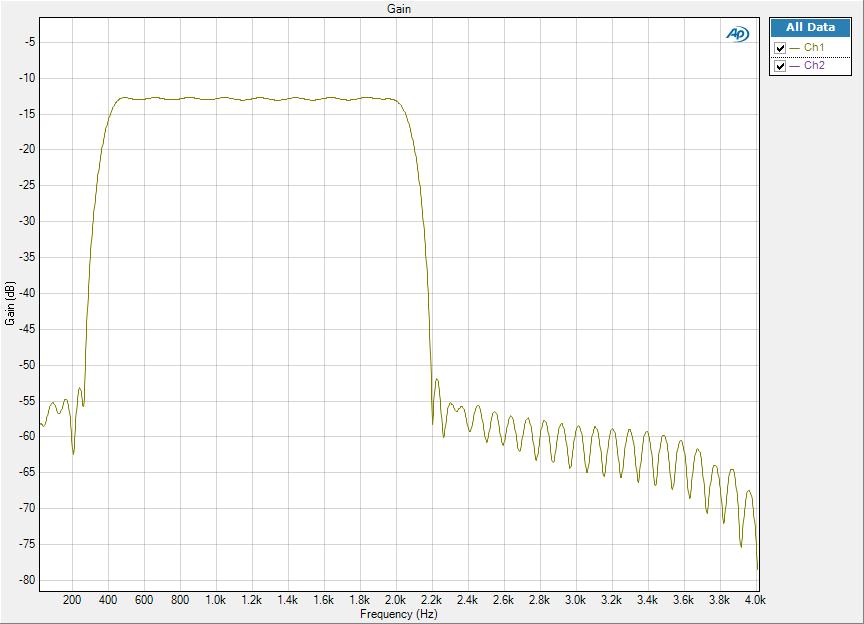 Gain
AP
All Data
Ch1
Ch2
Gain (dB)
-5
-10
-15
-20
-25
-30
-35
-40
-45
-50
-55
-60
-65
-70
-75
-80
200 400 600 800 1.0k 1.2k 1.4k 1.6k 1.8k 2.0k 2.2k 2.4k 2.6k 2.8k 3.0k 3.2k 3.4k 3.6k 3.8k 4.0k
Frequency (Hz)